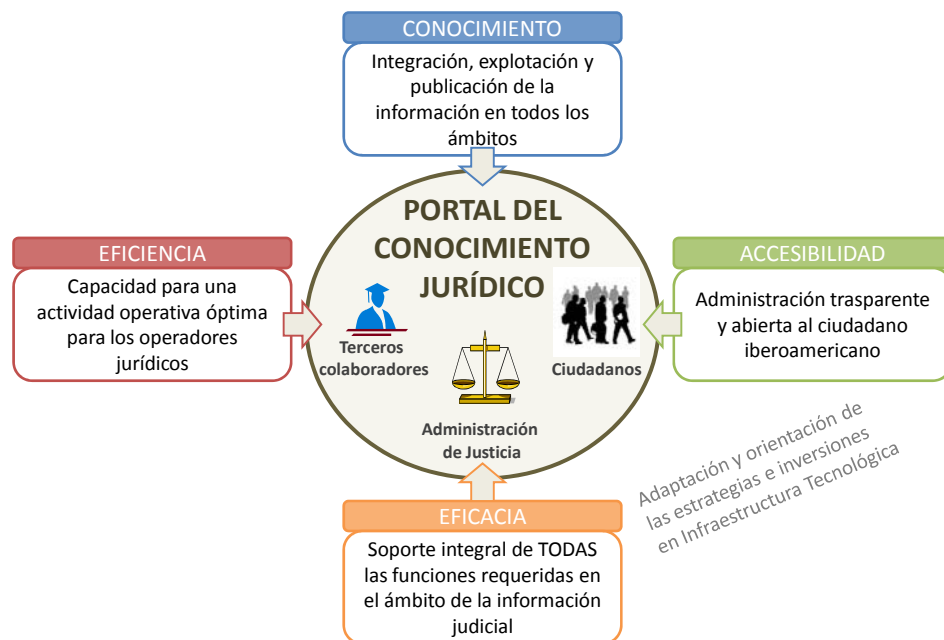 CONOCIMIENTO
Integración, explotación y
publicación de la
información en todos los
ámbitos
PORTAL DEL
CONOCIMIENTO
JURÍDICO
EFICIENCIA
Capacidad para una
actividad operativa óptima
para los operadores
jurídicos
ACCESIBILIDAD
Administración trasparente
y abierta al ciudadano
iberoamericano
Terceros
colaboradores
Ciudadanos
Administración
de Justicia
Adaptación y orientación de
las estrategias e inversiones
en Infraestructura Tecnológica
EFICACIA
Soporte integral de TODAS
las funciones requeridas en
el ámbito de la información
judicial